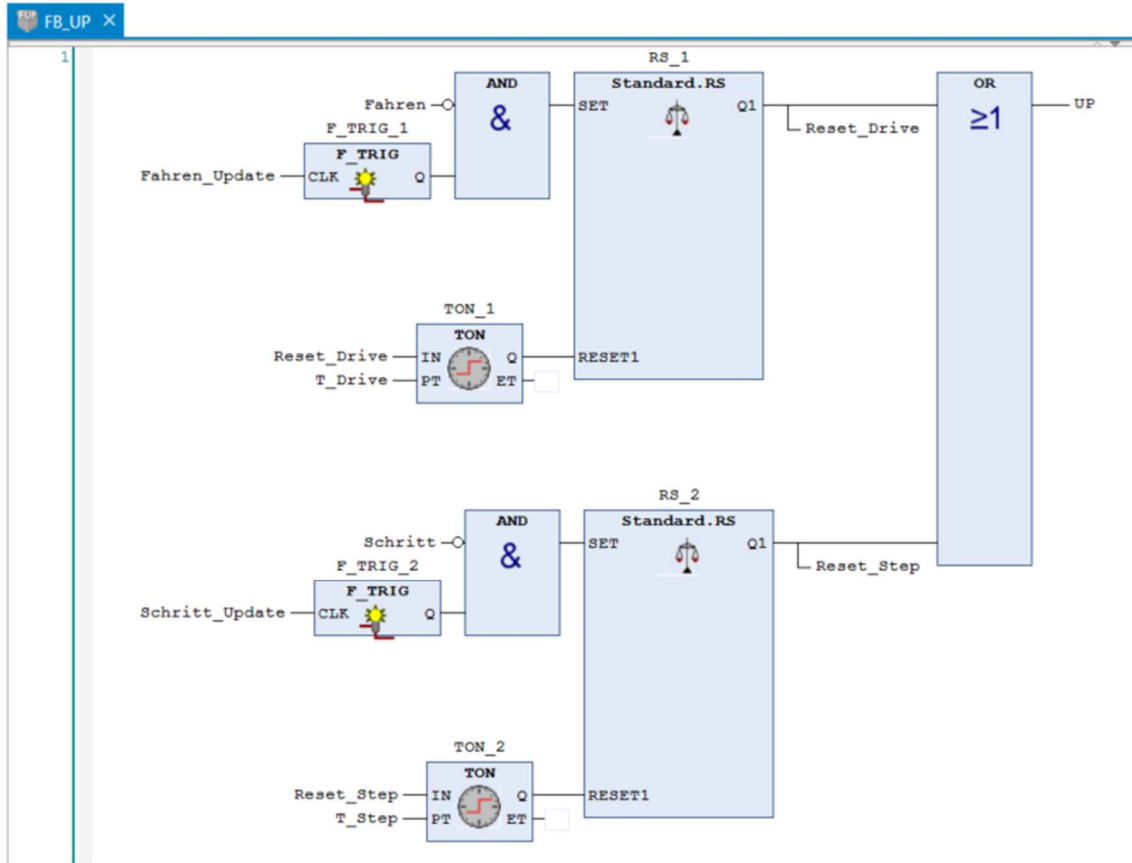 FB_UP
1
RS_1
AND
Standard.RS
OR
Fahren
&
SET
Q1
≥1
UP
F_TRIG_1
Reset_Drive
F_TRIG
Fahren_Update
CLK
Q
TON_1
TON
Reset_Drive
IN
Q
RESET1
T_Drive
PT
ET
RS_2
AND
Standard.RS
Schritt
&
SET
Q1
F_TRIG_2
Reset_Step
F_TRIG
Schritt_Update
CLK
Q
TON_2
TON
Reset_Step
IN
Q
RESET1
T_Step
PT
ET